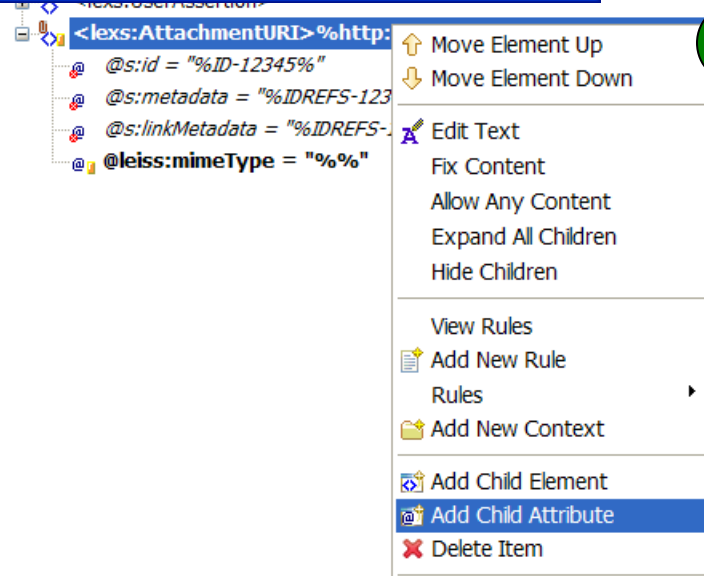 <lexs:UserAssertion>
<lexs:AttachmentURI>%http:
@s:id = "%ID-12345%"
@s:metadata = "%IDREFS-123
@s:linkMetadata = "%IDREFS-
@leiss:mimeType = "%%"
Move Element Up
Move Element Down
Edit Text
Fix Content
Allow Any Content
Expand All Children
Hide Children
View Rules
Add New Rule
Rules
Add New Context
Add Child Element
Add Child Attribute
Delete Item